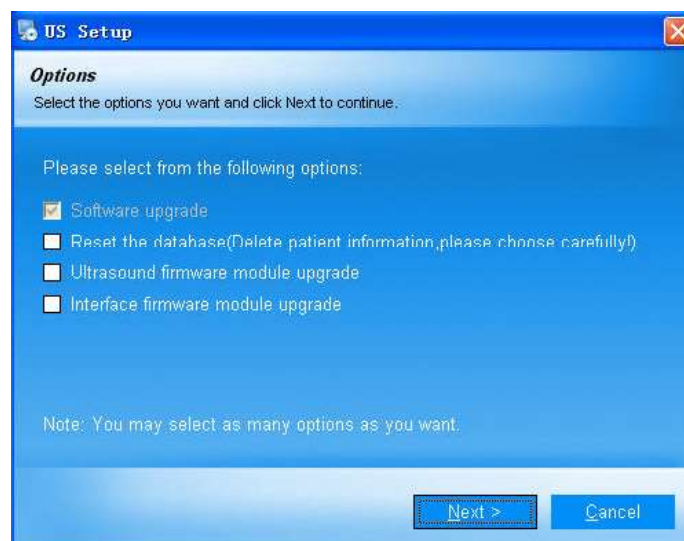 US Setup
Options
Select the options you want and click Next to continue.
Please select from the following options:
Software upgrade
Reset the database(Delete patient information,please choose carefully!)
Ultrasound firmware module upgrade
Interface firmware module upgrade
Note: You may select as many options as you want.
Next > Cancel